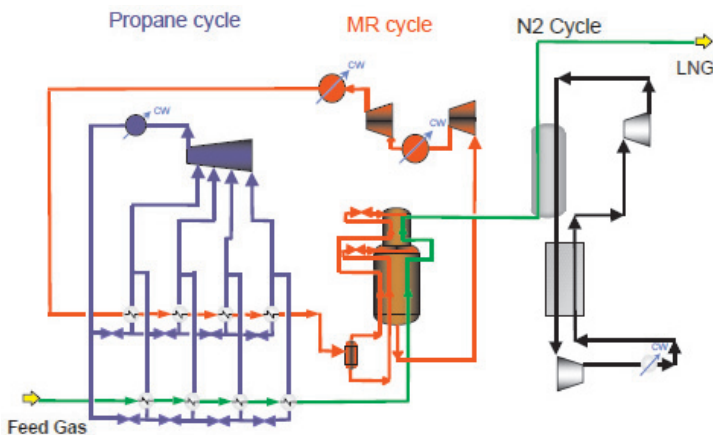 Propane cycle
MR cycle
N2 Cycle
LNG
CW
CW
CW
CW
Feed Gas